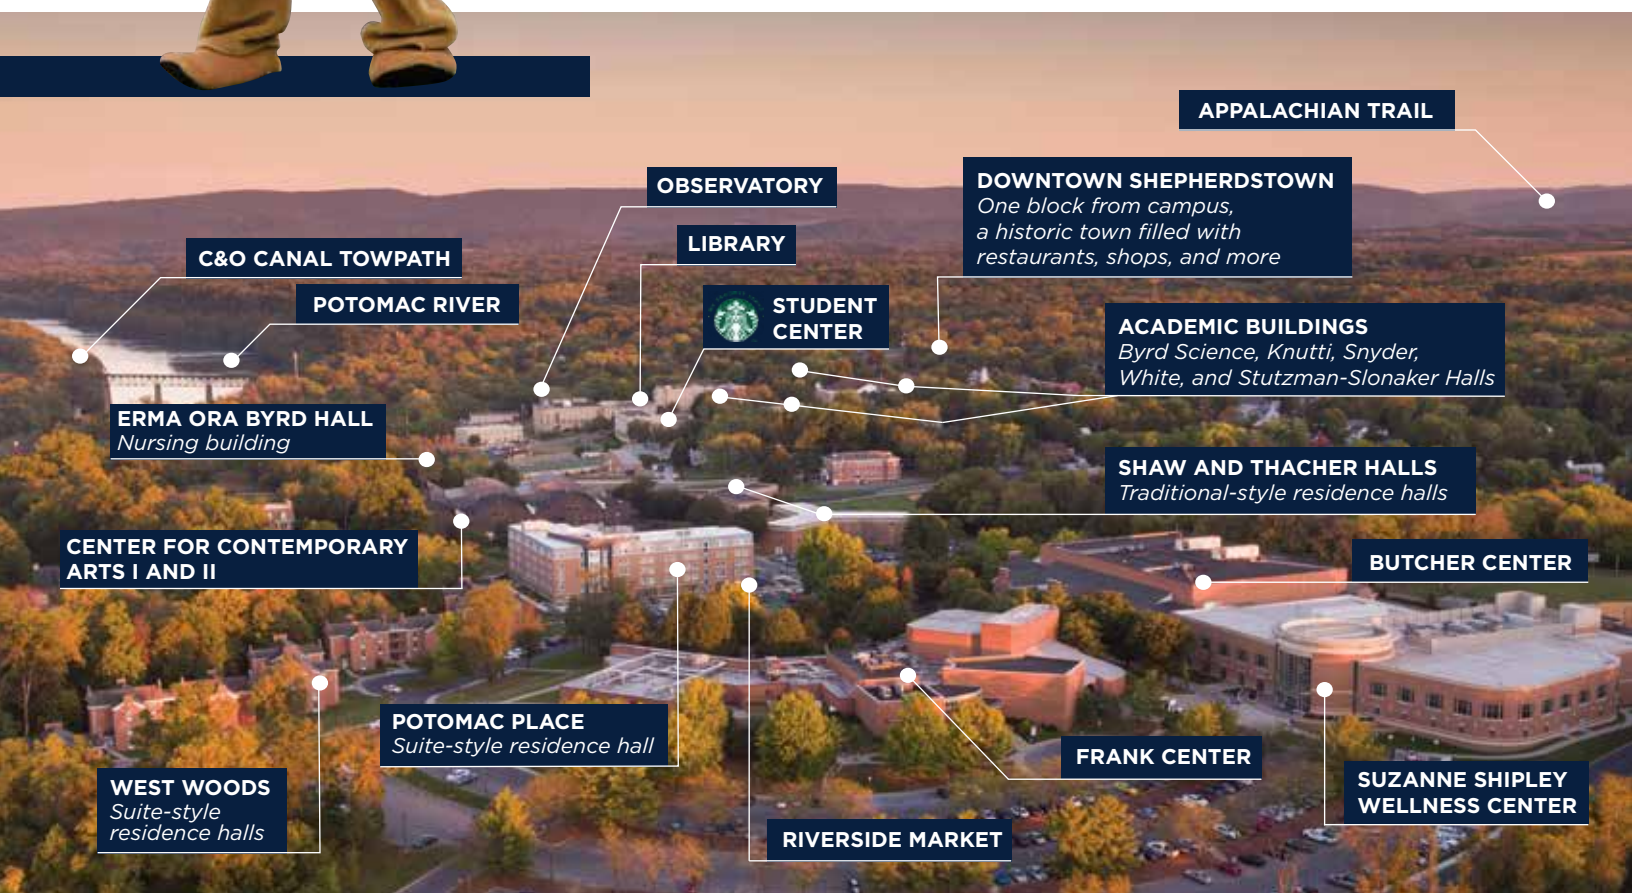 APPALACHIAN TRAIL
OBSERVATORY
DOWNTOWN SHEPHERDSTOWN
One block from campus,
a historic town filled with
restaurants, shops, and more
LIBRARY
C&O CANAL TOWPATH
POTOMAC RIVER
STUDENT
CENTER
ACADEMIC BUILDINGS
Byrd Science, Knutti, Snyder,
White, and Stutzman-Slonaker Halls
ERMA ORA BYRD HALL
Nursing building
SHAW AND THACHER HALLS
Traditional-style residence halls
CENTER FOR CONTEMPORARY
ARTS I AND II
BUTCHER CENTER
POTOMAC PLACE
Suite-style residence hall
FRANK CENTER
WEST WOODS
Suite-style
residence halls
SUZANNE SHIPLEY
WELLNESS CENTER
RIVERSIDE MARKET